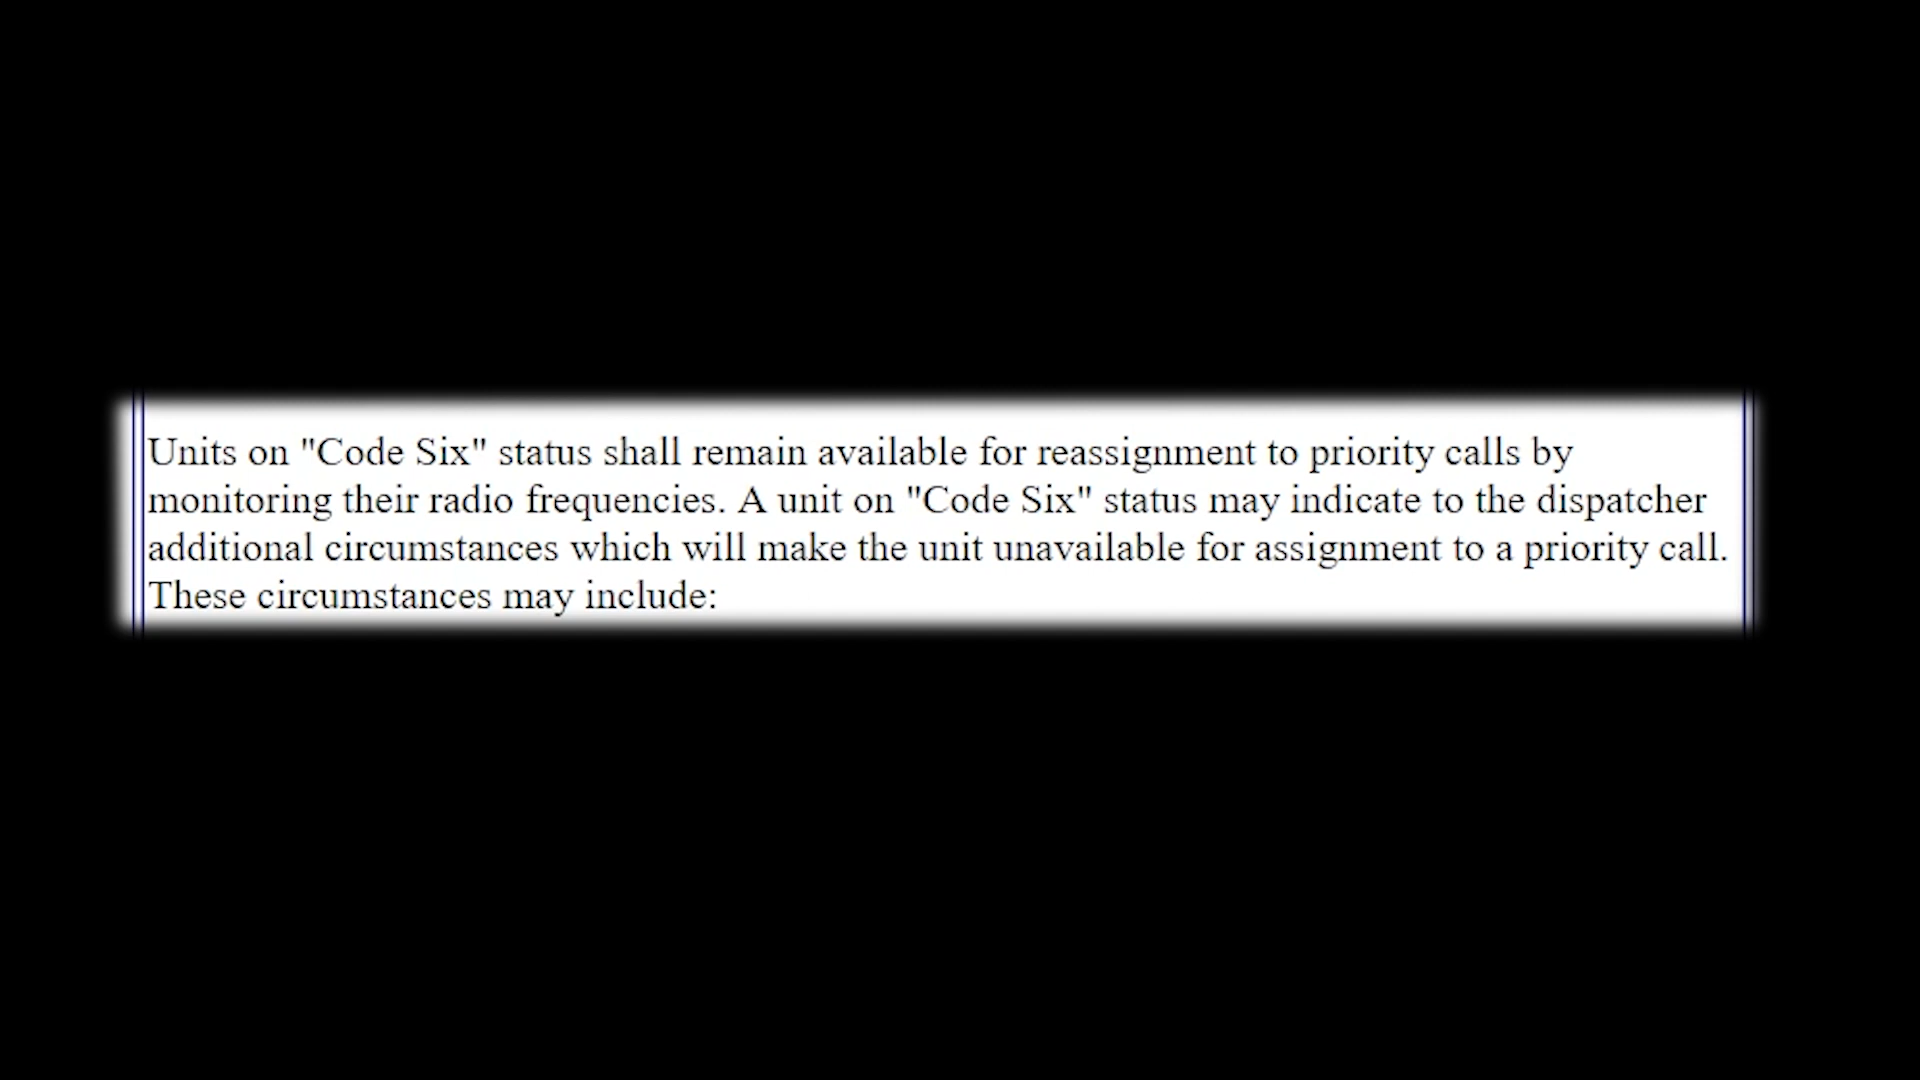 Units on "Code Six" status shall remain available for reassignment to priority calls by
monitoring their radio frequencies. A unit on "Code Six" status may indicate to the dispatcher
additional circumstances which will make the unit unavailable for assignment to a priority call.
These circumstances may include: